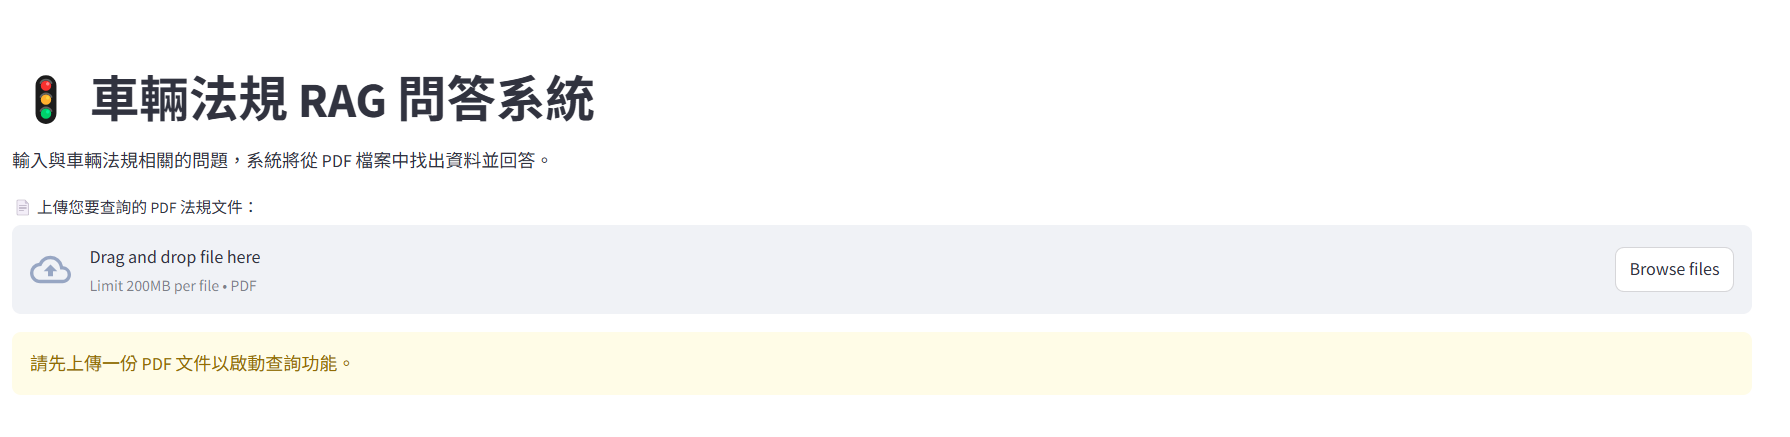 🚦 車輛法規 RAG 問答系統
輸入與車輛法規相關的問題，系統將從 PDF 檔案中找出資料並回答。
📄 上傳您要查詢的 PDF 法規文件：
Drag and drop file here
Limit 200MB per file • PDF
Browse files
請先上傳一份 PDF 文件以啟動查詢功能。